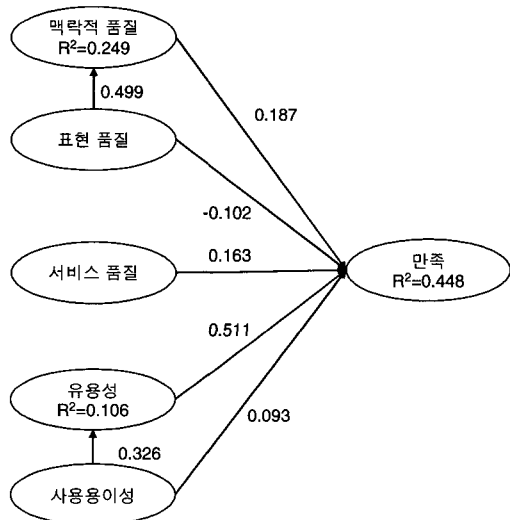 맥락적 품질
R²=0.249
0.499
0.187
표현 품질
-0.102
0.163
서비스 품질
만족
R²=0.448
0.511
유용성
R²=0.106
0.093
0.326
사용용이성